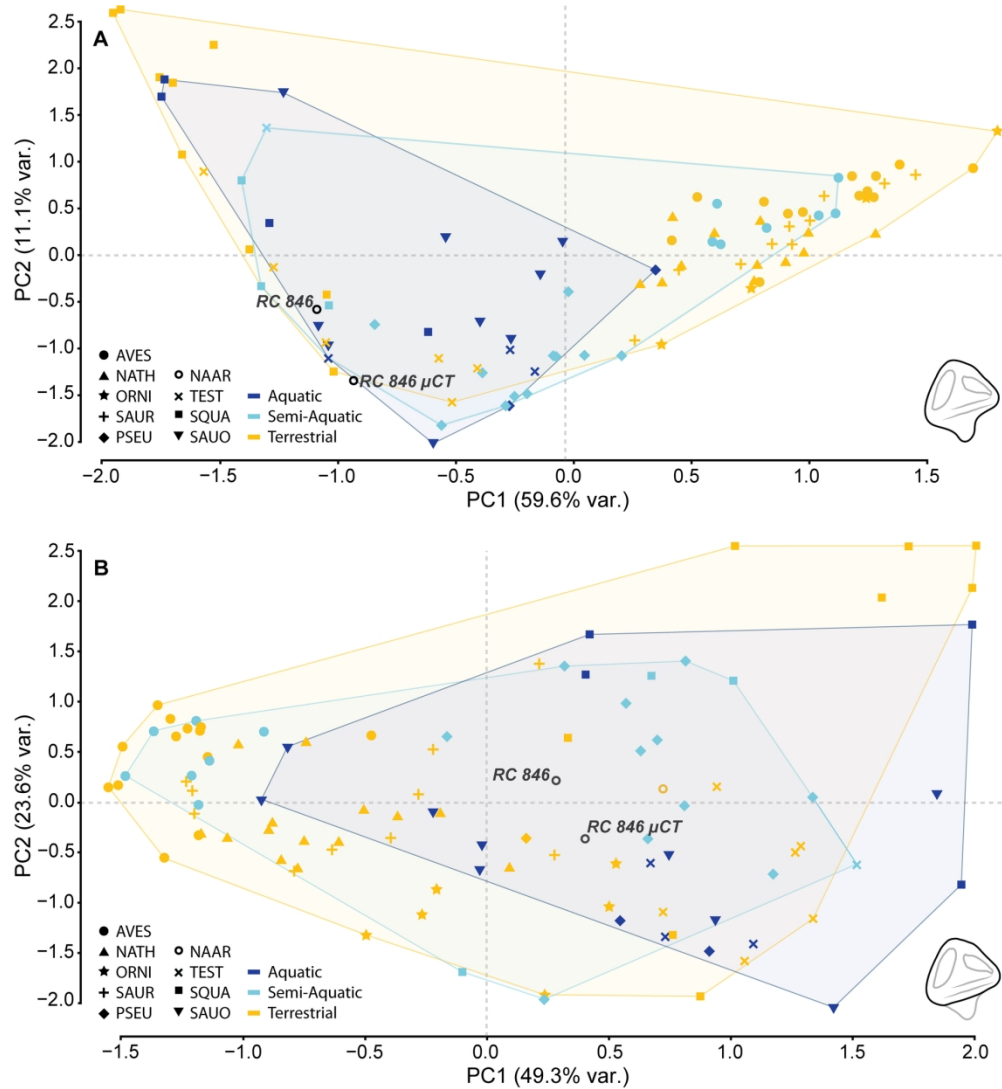 A
2.5
2.0
1.5
1.0
0.5
0.0
−0.5
−1.0
−1.5
−2.0
PC2 (11.1% var.)
RC 846
RC 846 µCT
AVES
NATH NAAR
ORNI TEST Aquatic
SAUR SQUA Semi-Aquatic
PSEU SAUO Terrestrial
−2.0 −1.5 −1.0 −0.5 0.0 0.5 1.0 1.5
PC1 (59.6% var.)
B
2.5
2.0
1.5
1.0
0.5
0.0
−0.5
−1.0
−1.5
−2.0
PC2 (23.6% var.)
RC 846
RC 846 µCT
AVES
NATH NAAR
ORNI TEST Aquatic
SAUR SQUA Semi-Aquatic
PSEU SAUO Terrestrial
−1.5 −1.0 −0.5 0.0 0.5 1.0 1.5 2.0
PC1 (49.3% var.)